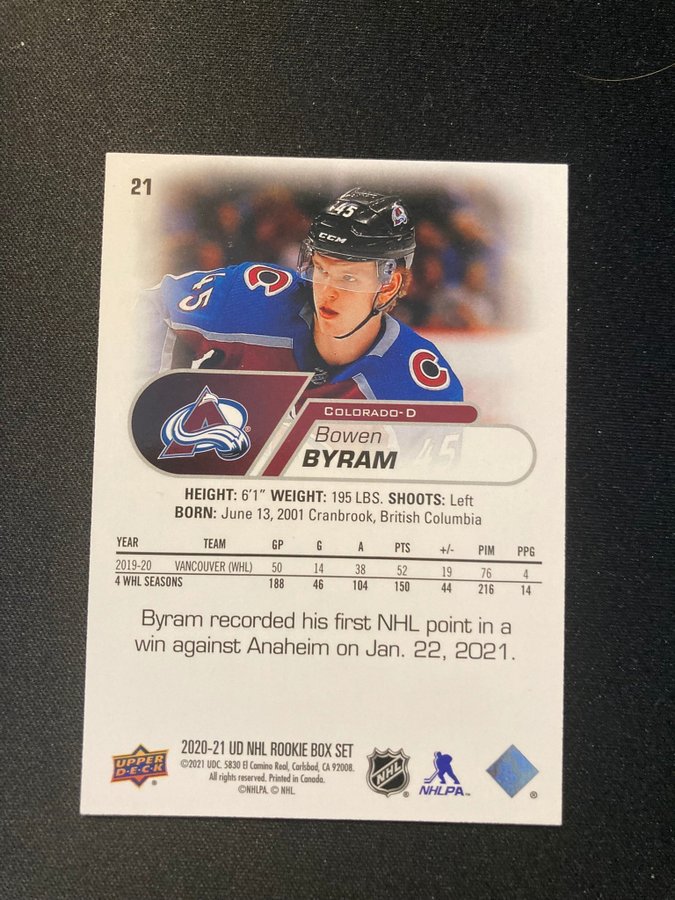 21
45
CCM
45
C
C
COLORADO-D
Bowen
BYRAM
45
HEIGHT: 6'1" WEIGHT: 195 LBS. SHOOTS: Left
BORN: June 13, 2001 Cranbrook, British Columbia
YEAR TEAM GP G A PTS +/- PIM PPG
2019-20 VANCOUVER (WHL) 50 14 38 52 19 76 4
4 WHL SEASONS 188 46 104 150 44 216 14
Byram recorded his first NHL point in a
win against Anaheim on Jan. 22, 2021.
UPPER
DECK
2020-21 UD NHL ROOKIE BOX SET
©2021 UDC. 5830 El Camino Real, Carlsbad, CA 92008.
All rights reserved. Printed in Canada.
©NHLPA. © NHL.
NHL
NHLPA